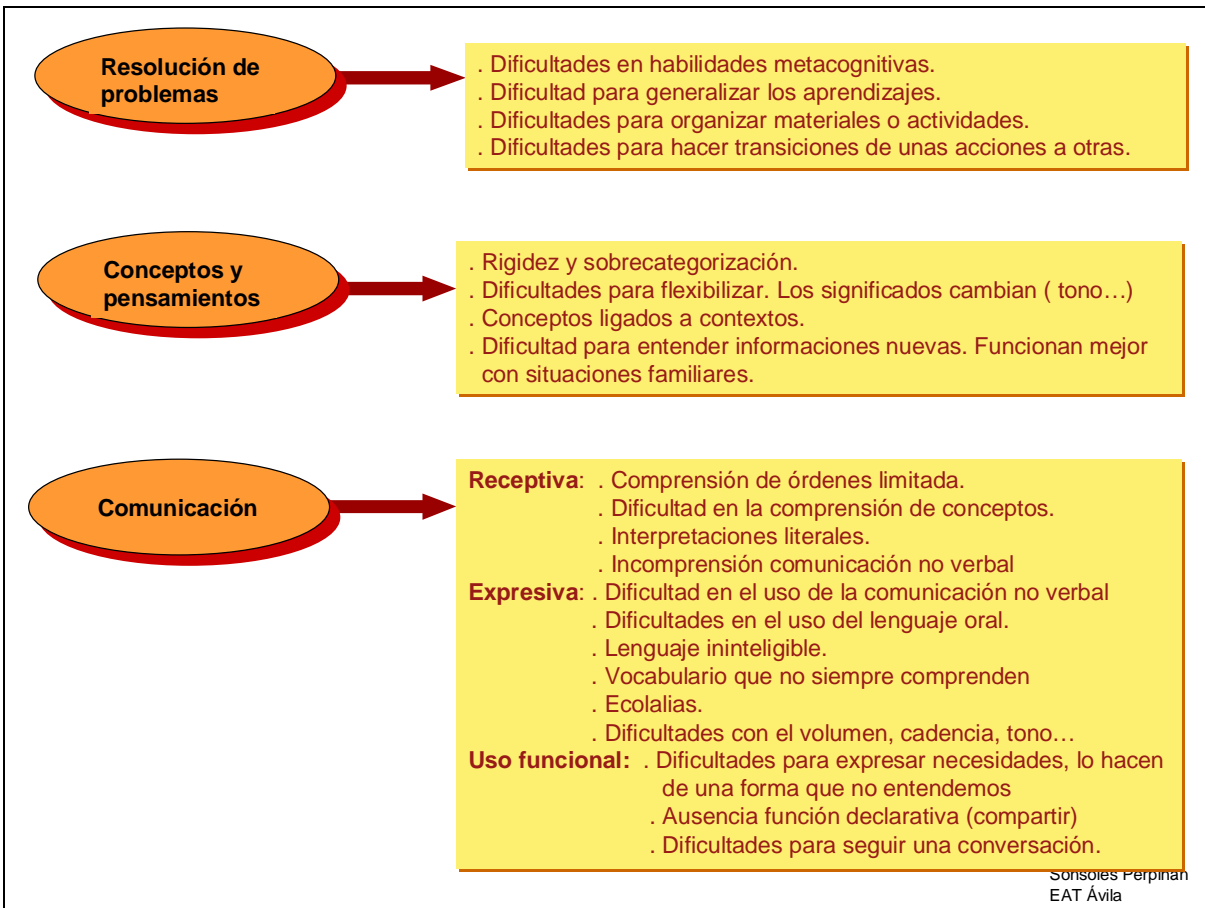 Resolución de
problemas
. Dificultades en habilidades metacognitivas.
. Dificultad para generalizar los aprendizajes.
. Dificultades para organizar materiales o actividades.
. Dificultades para hacer transiciones de unas acciones a otras.
Conceptos y
pensamientos
. Rigidez y sobrecategorización.
. Dificultades para flexibilizar. Los significados cambian ( tono…)
. Conceptos ligados a contextos.
. Dificultad para entender informaciones nuevas. Funcionan mejor
con situaciones familiares.
Comunicación
Receptiva: . Comprensión de órdenes limitada.
. Dificultad en la comprensión de conceptos.
. Interpretaciones literales.
. Incomprensión comunicación no verbal
Expresiva: . Dificultad en el uso de la comunicación no verbal
. Dificultades en el uso del lenguaje oral.
. Lenguaje ininteligible.
. Vocabulario que no siempre comprenden
. Ecolalias.
. Dificultades con el volumen, cadencia, tono…
Uso funcional: . Dificultades para expresar necesidades, lo hacen
de una forma que no entendemos
. Ausencia función declarativa (compartir)
. Dificultades para seguir una conversación.
Sonsoles Perpiñán
EAT Ávila